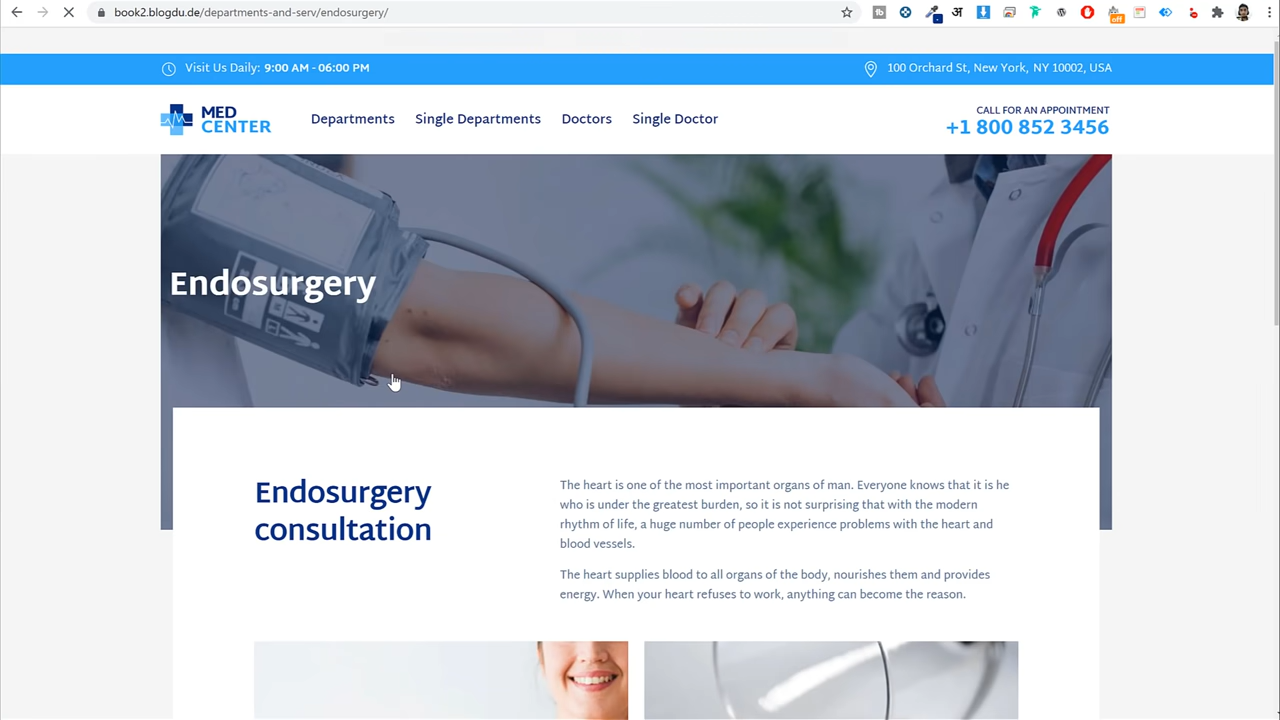 book2.blogdu.de/departments-and-serv/endosurgery/
off
Visit Us Daily: 9:00 AM - 06:00 PM
100 Orchard St, New York, NY 10002, USA
MED
CENTER
Departments
Single Departments
Doctors
Single Doctor
CALL FOR AN APPOINTMENT
+1 800 852 3456
Endosurgery
Endosurgery
consultation
The heart is one of the most important organs of man. Everyone knows that it is he
who is under the greatest burden, so it is not surprising that with the modern
rhythm of life, a huge number of people experience problems with the heart and
blood vessels.
The heart supplies blood to all organs of the body, nourishes them and provides
energy. When your heart refuses to work, anything can become the reason.